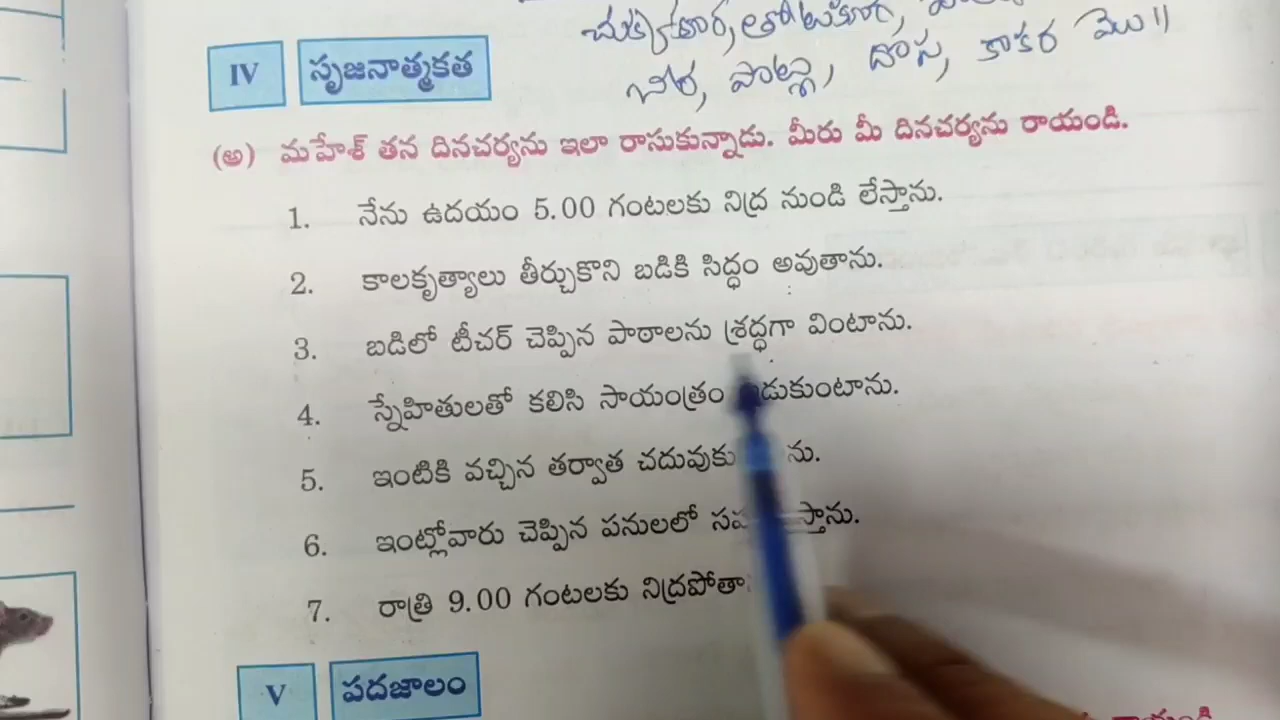 బీర, పొట్ల, దోస, కాకర మొ॥
IV సృజనాత్మకత
(అ) మహేశ్ తన దినచర్యను ఇలా రాసుకున్నాడు. మీరు మీ దినచర్యను రాయండి.
1. నేను ఉదయం 5.00 గంటలకు నిద్ర నుండి లేస్తాను.
2. కాలకృత్యాలు తీర్చుకొని బడికి సిద్ధం అవుతాను.
3. బడిలో టీచర్ చెప్పిన పాఠాలను శ్రద్ధగా వింటాను.
4. స్నేహితులతో కలిసి సాయంత్రం
5. ఇంటికి వచ్చిన తర్వాత
6. ఇంట్లోవారు చెప్పిన పనులలో
7. రాత్రి 9.00 గంటలకు
V పదజాలం